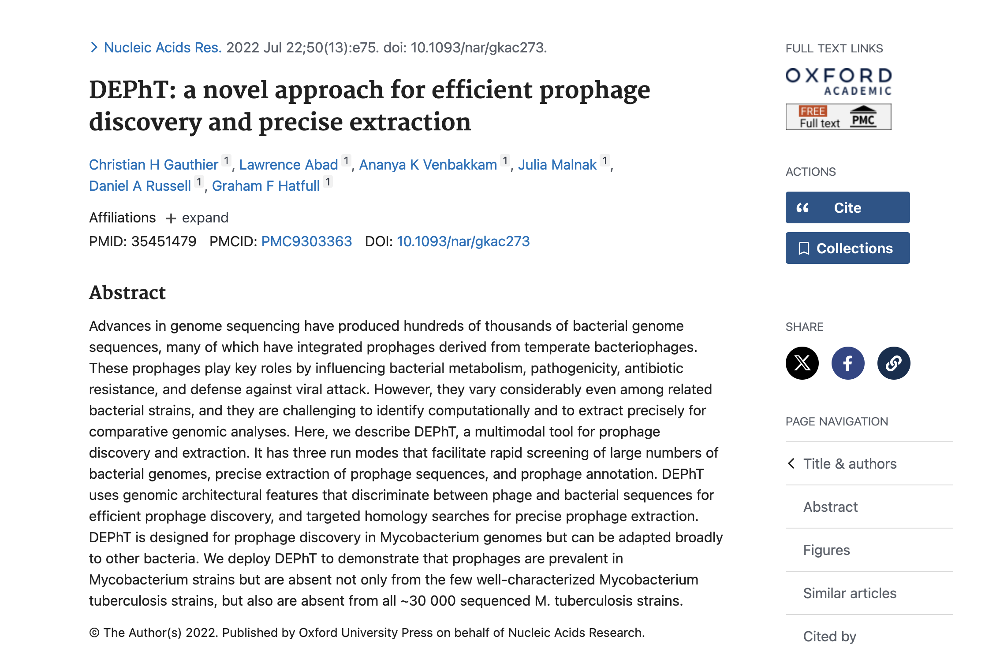 Nucleic Acids Res. 2022 Jul 22;50(13):e75. doi: 10.1093/nar/gkac273.
DEPhT: a novel approach for efficient prophage
discovery and precise extraction
Christian H Gauthier 1, Lawrence Abad 1, Ananya K Venbakkam 1, Julia Malnak 1,
Daniel A Russell 1, Graham F Hatfull 1
Affiliations + expand
PMID: 35451479 PMCID: PMC9303363 DOI: 10.1093/nar/gkac273
Abstract
Advances in genome sequencing have produced hundreds of thousands of bacterial genome
sequences, many of which have integrated prophages derived from temperate bacteriophages.
These prophages play key roles by influencing bacterial metabolism, pathogenicity, antibiotic
resistance, and defense against viral attack. However, they vary considerably even among related
bacterial strains, and they are challenging to identify computationally and to extract precisely for
comparative genomic analyses. Here, we describe DEPhT, a multimodal tool for prophage
discovery and extraction. It has three run modes that facilitate rapid screening of large numbers of
bacterial genomes, precise extraction of prophage sequences, and prophage annotation. DEPhT
uses genomic architectural features that discriminate between phage and bacterial sequences for
efficient prophage discovery, and targeted homology searches for precise prophage extraction.
DEPhT is designed for prophage discovery in Mycobacterium genomes but can be adapted broadly
to other bacteria. We deploy DEPhT to demonstrate that prophages are prevalent in
Mycobacterium strains but are absent not only from the few well-characterized Mycobacterium
tuberculosis strains, but also are absent from all ~30 000 sequenced M. tuberculosis strains.
© The Author(s) 2022. Published by Oxford University Press on behalf of Nucleic Acids Research.
FULL TEXT LINKS
OXFORD
ACADEMIC
FREE
Full text PMC
ACTIONS
Cite
Collections
SHARE
PAGE NAVIGATION
Title & authors
Abstract
Figures
Similar articles
Cited by